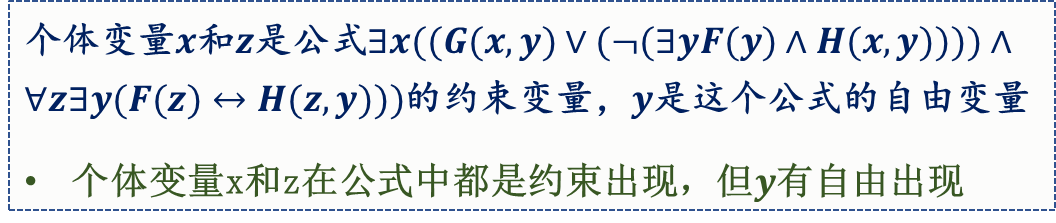 个体变量x和z是公式∃x((G(x,y)∨(¬(∃yF(y)∧H(x,y))))∧
∀z∃y(F(z)↔H(z,y)))的约束变量，y是这个公式的自由变量
• 个体变量x和z在公式中都是约束出现，但y有自由出现